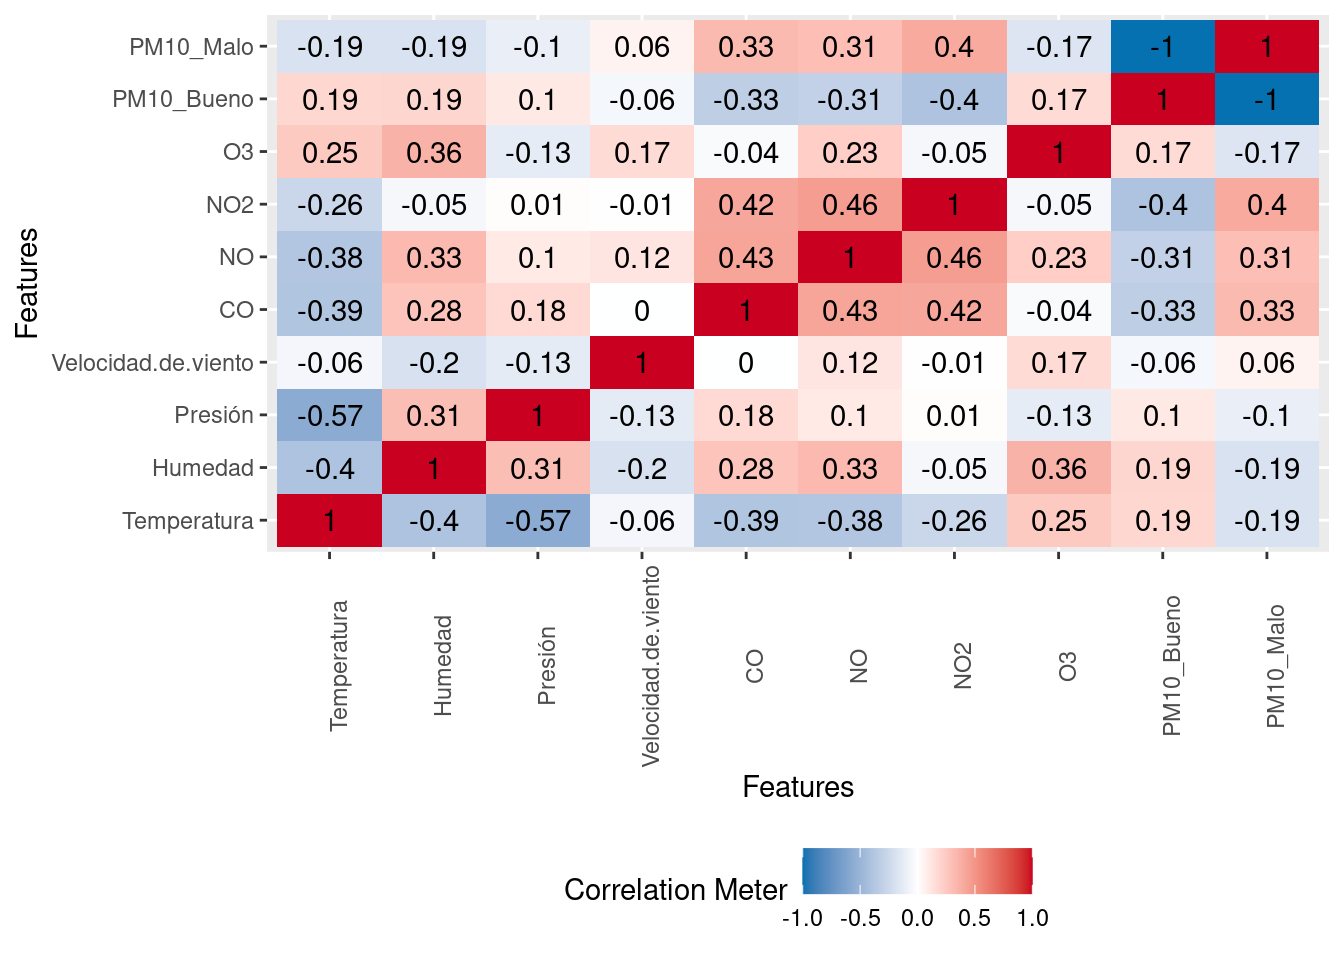 PM10_Malo -0.19 -0.19 -0.1 0.06 0.33 0.31 0.4 -0.17 -1 1
PM10_Bueno 0.19 0.19 0.1 -0.06 -0.33 -0.31 -0.4 0.17 1 -1
O3 0.25 0.36 -0.13 0.17 -0.04 0.23 -0.05 1 0.17 -0.17
NO2 -0.26 -0.05 0.01 -0.01 0.42 0.46 1 -0.05 -0.4 0.4
NO -0.38 0.33 0.1 0.12 0.43 1 0.46 0.23 -0.31 0.31
CO -0.39 0.28 0.18 0 1 0.43 0.42 -0.04 -0.33 0.33
Velocidad.de.viento -0.06 -0.2 -0.13 1 0 0.12 -0.01 0.17 -0.06 0.06
Presión -0.57 0.31 1 -0.13 0.18 0.1 0.01 -0.13 0.1 -0.1
Humedad -0.4 1 0.31 -0.2 0.28 0.33 -0.05 0.36 0.19 -0.19
Temperatura 1 -0.4 -0.57 -0.06 -0.39 -0.38 -0.26 0.25 0.19 -0.19
Features
Temperatura Humedad Presión Velocidad.de.viento CO NO NO2 O3 PM10_Bueno PM10_Malo
Features
Correlation Meter
-1.0 -0.5 0.0 0.5 1.0